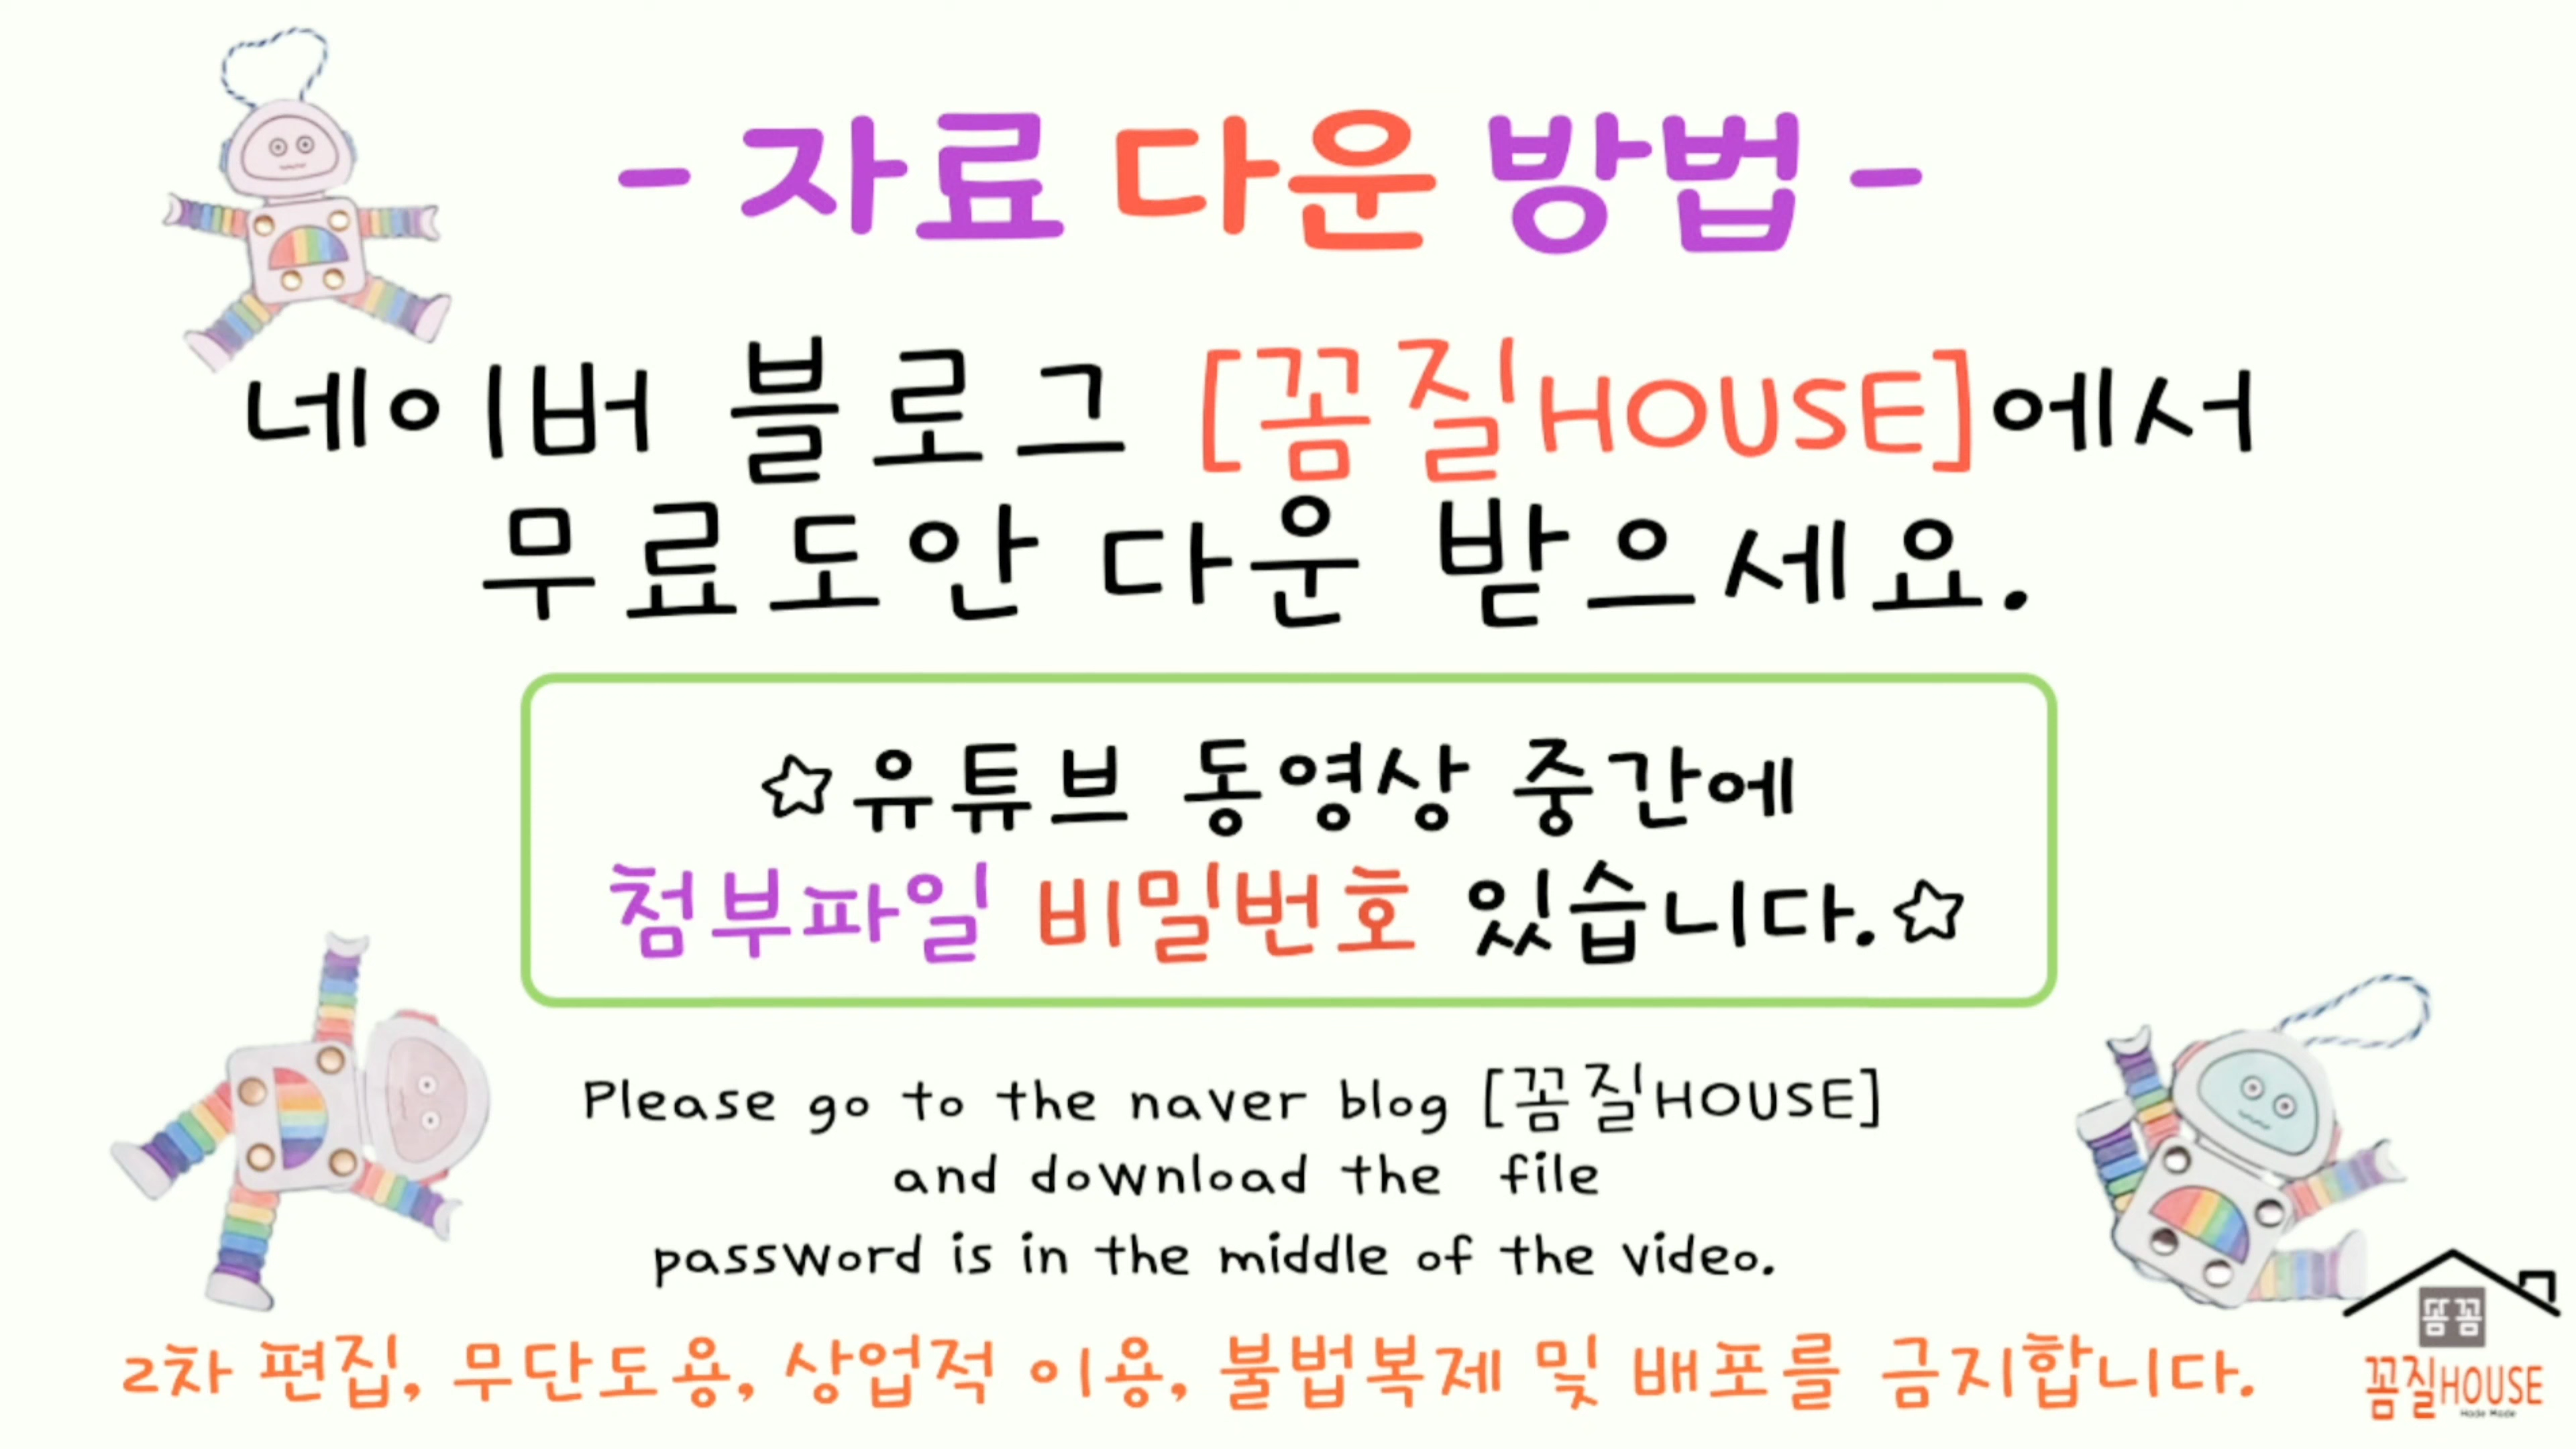 - 자료 다운 방법 -
네이버 블로그 [꼼질HOUSE]에서
무료도안 다운 받으세요.
☆유튜브 동영상 중간에
첨부파일 비밀번호 있습니다.☆
Please go to the naver blog [꼼질HOUSE]
and download the file
password is in the middle of the video.
2차 편집, 무단도용, 상업적 이용, 불법복제 및 배포를 금지합니다.
똠꼼
꼼질HOUSE
Made Made